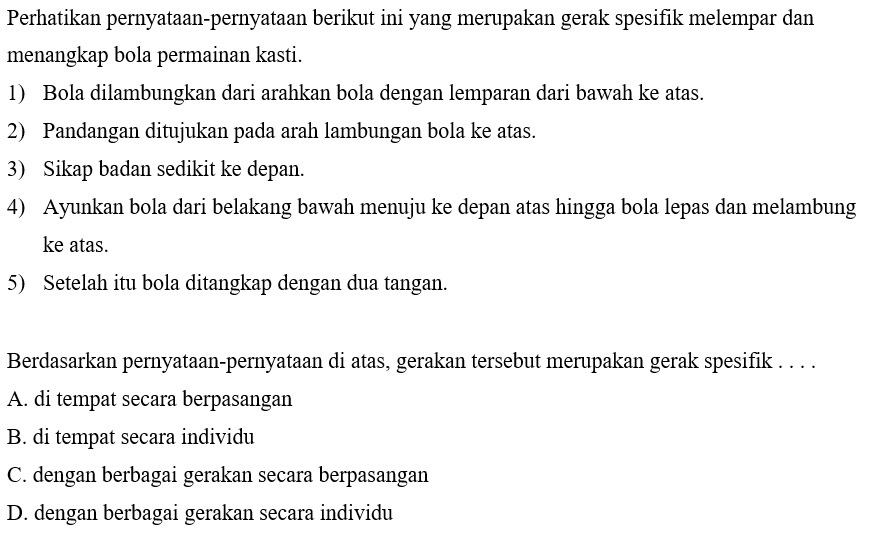 Perhatikan pernyataan-pernyataan berikut ini yang merupakan gerak spesifik melempar dan
menangkap bola permainan kasti.
1) Bola dilambungkan dari arahkan bola dengan lemparan dari bawah ke atas.
2) Pandangan ditujukan pada arah lambungan bola ke atas.
3) Sikap badan sedikit ke depan.
4) Ayunkan bola dari belakang bawah menuju ke depan atas hingga bola lepas dan melambung
ke atas.
5) Setelah itu bola ditangkap dengan dua tangan.
Berdasarkan pernyataan-pernyataan di atas, gerakan tersebut merupakan gerak spesifik . . . .
A. di tempat secara berpasangan
B. di tempat secara individu
C. dengan berbagai gerakan secara berpasangan
D. dengan berbagai gerakan secara individu